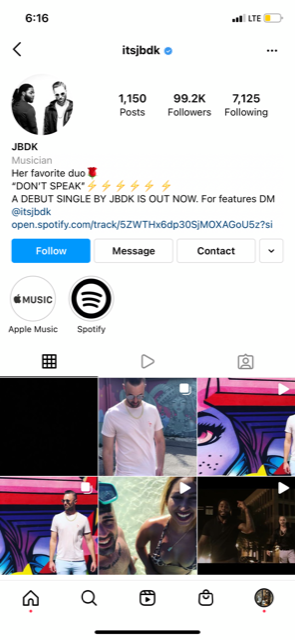 6:16 LTE
itsjbdk
1,150 99.2K 7,125
Posts Followers Following
JBDK
Musician
Her favorite duo🌹
“DON’T SPEAK”⚡⚡⚡⚡⚡⚡
A DEBUT SINGLE BY JBDK IS OUT NOW. For features DM
@itsjbdk
open.spotify.com/track/5ZWTHx6dp30SjMOXAGoU5z?si
Follow Message Contact
MUSIC
Apple Music Spotify